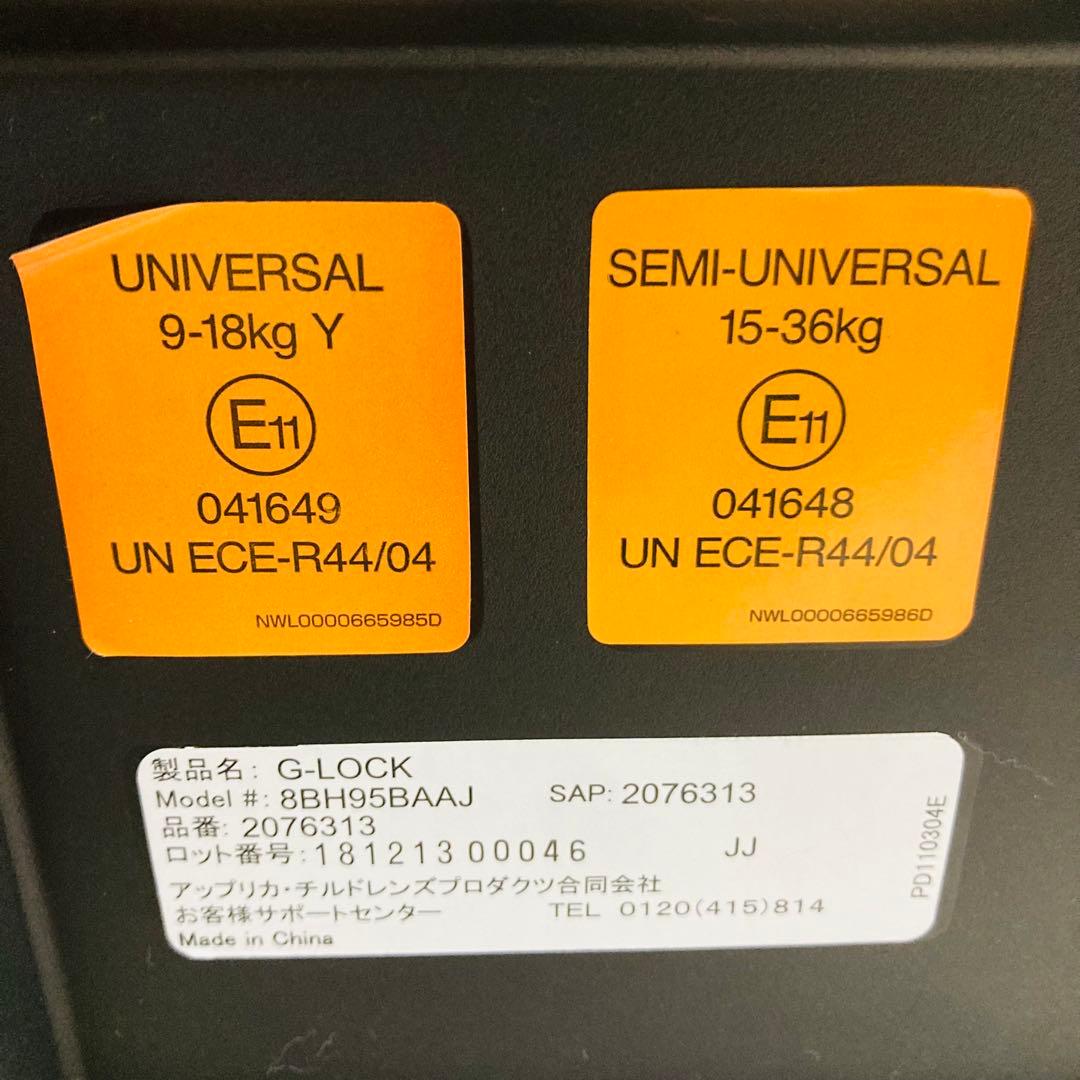 UNIVERSAL
9-18kg Y
E11
041649
UN ECE-R44/04
NWL0000665985D
SEMI-UNIVERSAL
15-36kg
E11
041648
UN ECE-R44/04
NWL0000665986D
製品名: G-LOCK
Model #: 8BH95BAAJ SAP: 2076313
品番: 2076313
ロット番号: 181213 00046 JJ
アップリカ・チルドレンズプロダクツ合同会社
お客様サポートセンター TEL 0120(415)814
Made in China
PD110304E